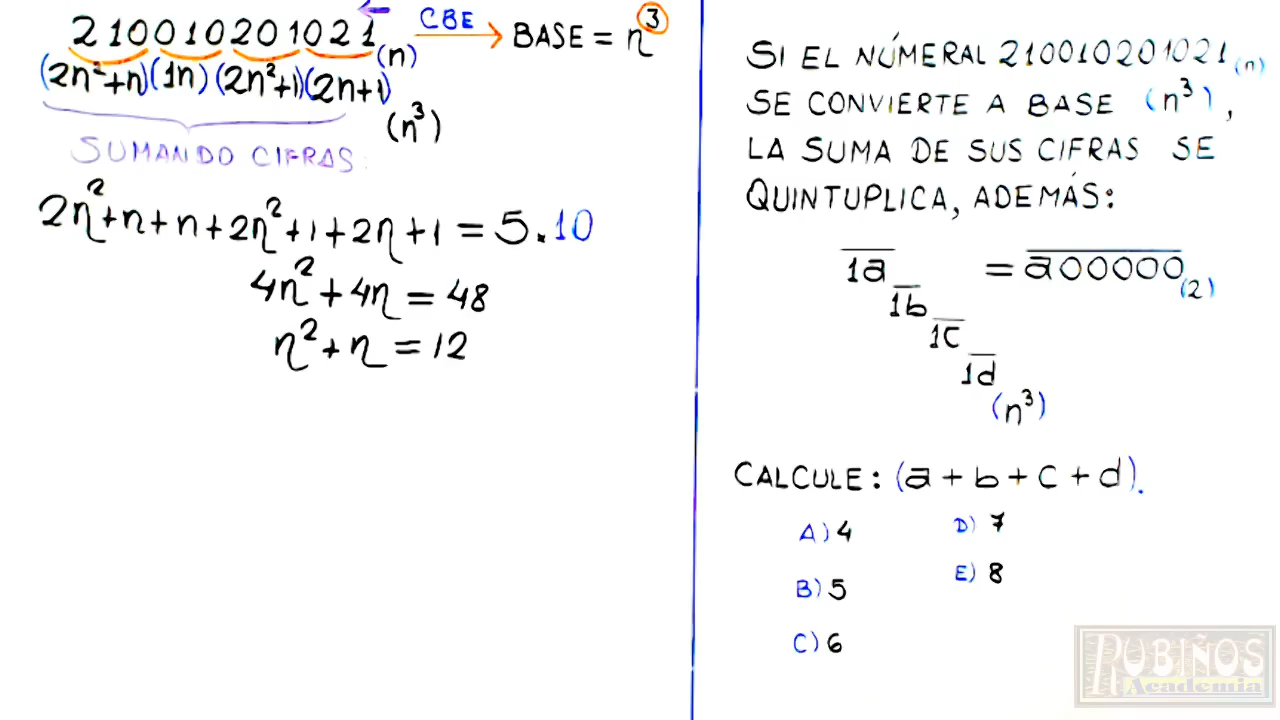 210010201021(n) CBE → BASE = n³
(2n²+n)(1n)(2n²+1)(2n+1)(n³)
SUMANDO CIFRAS:
2n²+n+n+2n²+1+2n+1 = 5.10
4n²+4n = 48
n²+n = 12
SI EL NÚMERAL 210010201021(n)
SE CONVIERTE A BASE (n³),
LA SUMA DE SUS CIFRAS SE
QUINTUPLICA, ADEMÁS:
1a = a00000(2)
1b
1c
1d
(n³)
CALCULE: (a+b+c+d).
A) 4 D) 7
B) 5 E) 8
C) 6
RUBIÑOS
Academia